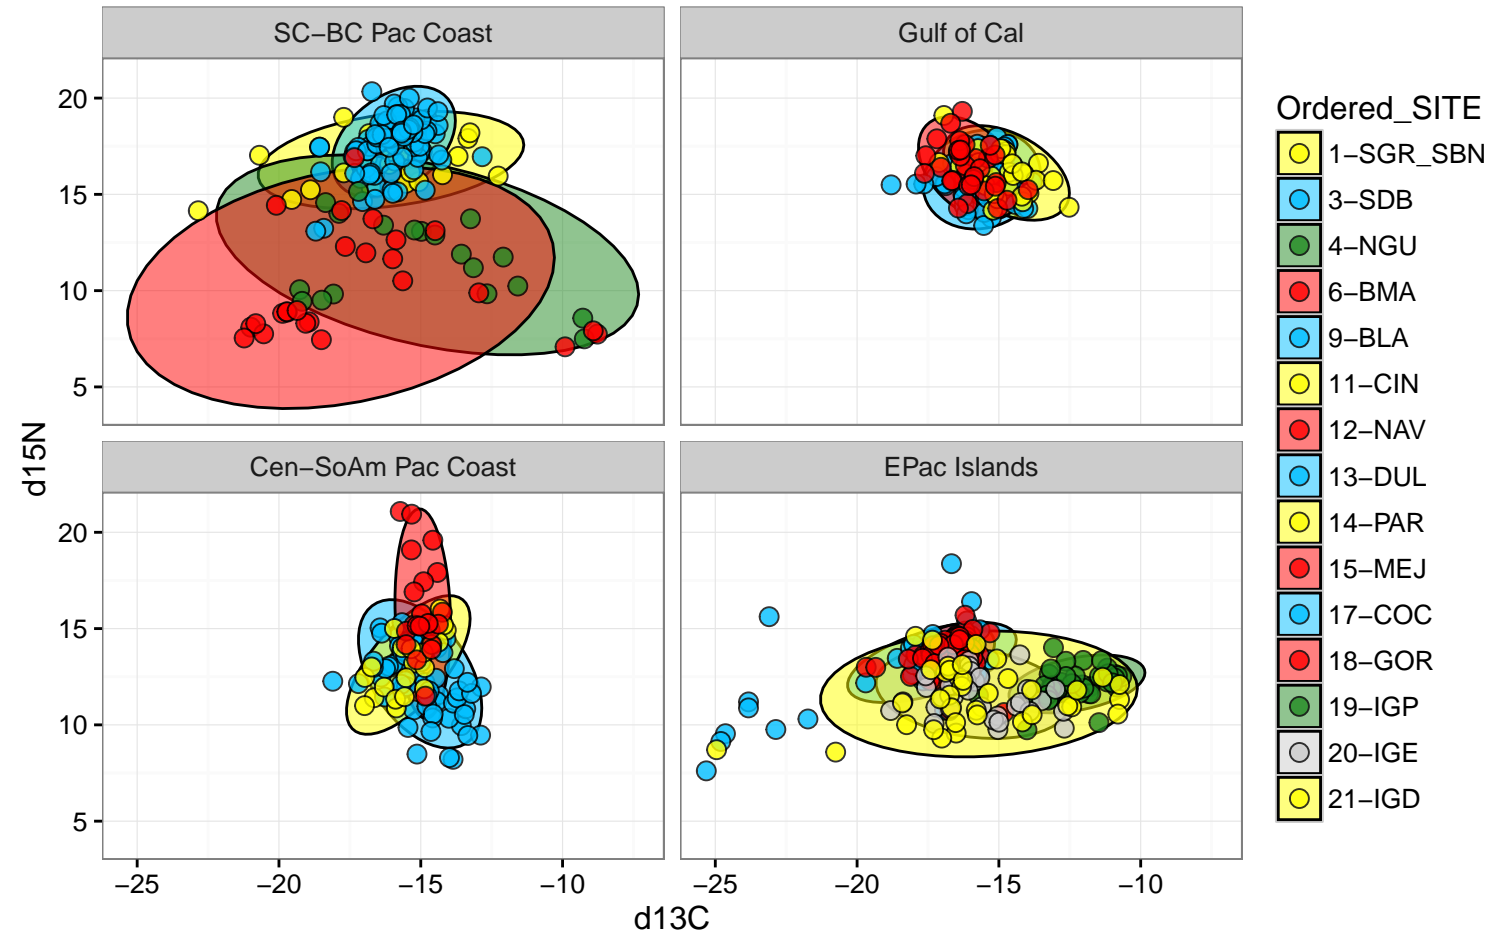 SC−BC Pac Coast
Gulf of Cal
20
15
10
5
Cen−SoAm Pac Coast
EPac Islands
20
15
10
5
−25 −20 −15 −10
−25 −20 −15 −10
d13C
d15N
Ordered_SITE
1−SGR_SBN
3−SDB
4−NGU
6−BMA
9−BLA
11−CIN
12−NAV
13−DUL
14−PAR
15−MEJ
17−COC
18−GOR
19−IGP
20−IGE
21−IGD